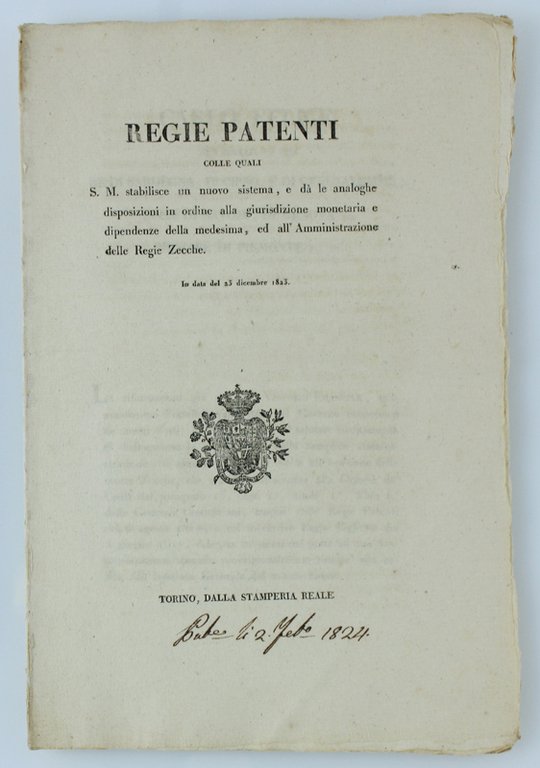 REGIE PATENTI
COLLE QUALI
S. M. stabilisce un nuovo sistema, e dà le analoghe
disposizioni in ordine alla giurisdizione monetaria e
dipendenze della medesima, ed all'Amministrazione
delle Regie Zecche.
In data del 23 dicembre 1823.
TORINO, DALLA STAMPERIA REALE
li 2. Feb.o 1824.